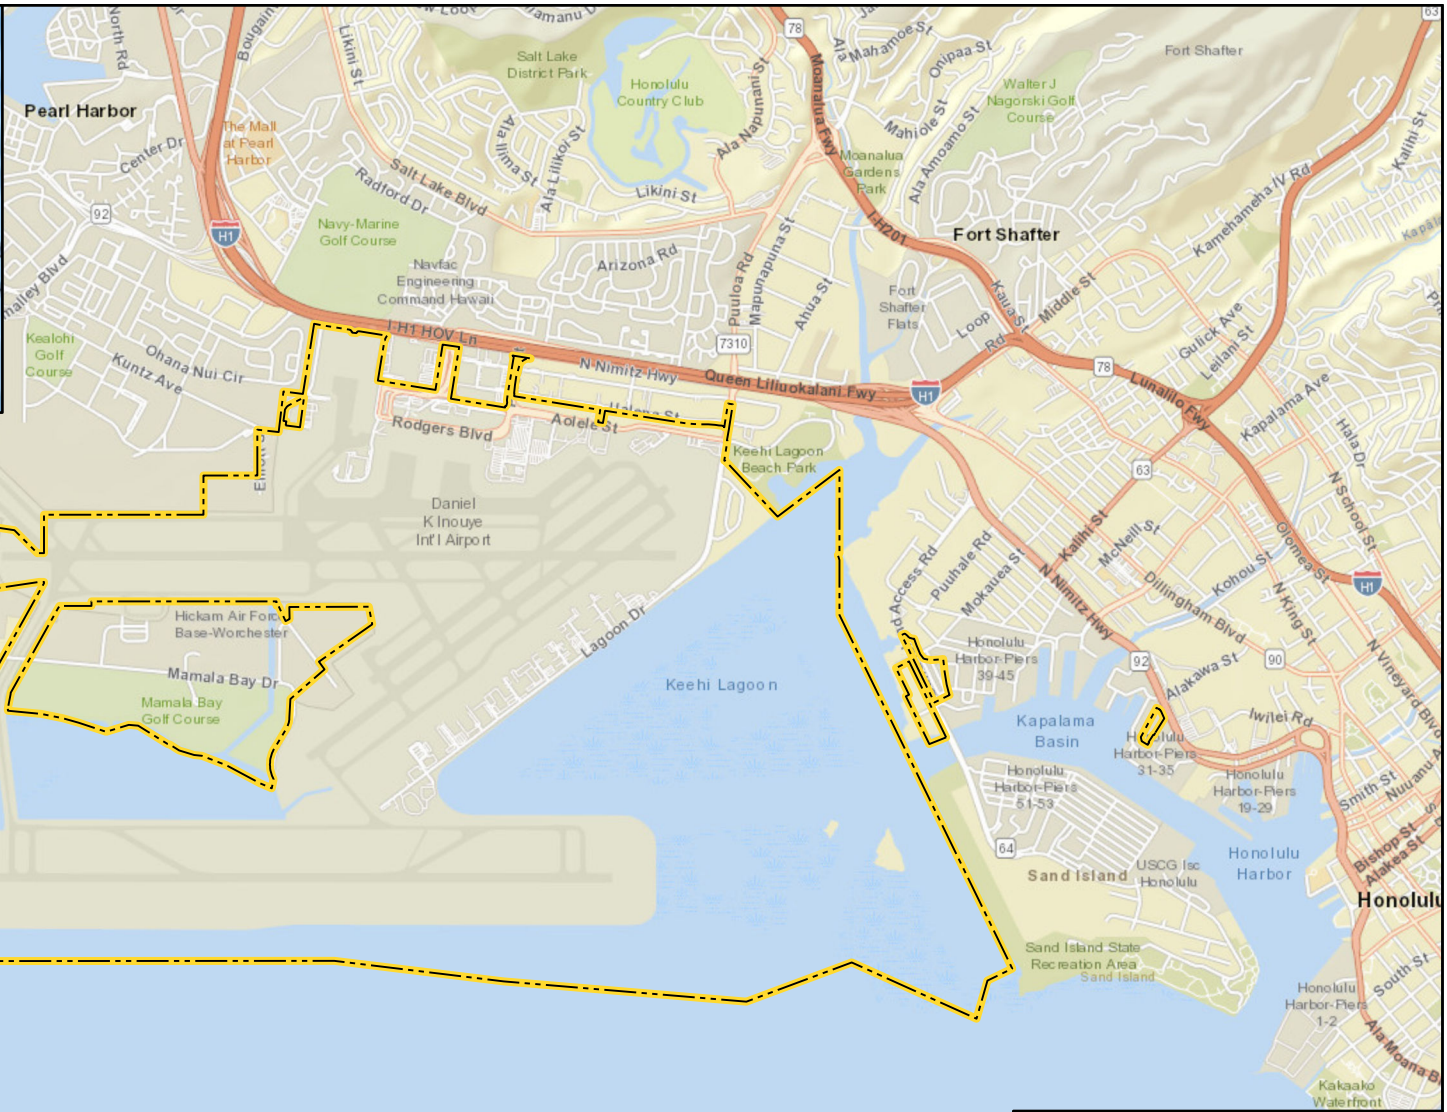 North Rd
Bougain
Likini St
Salt Lake
District Park
Honolulu
Country Club
78
Moanalua Fwy
Mahamoe St
Onipaa St
Fort Shafter
63
Pearl Harbor
Center Dr
The Mall
at Pearl
Harbor
Ala Ilima St
Ala Lilikoi St
Ala Napunani St
Mahiole St
Walter J
Nagorski Golf
Course
Kalihi St
Moanalua
Gardens
Park
Ala Amoamo St
Salt Lake Blvd
Radford Dr
Likini St
Kamehameha IV Rd
92
H1
Navy-Marine
Golf Course
I-H201
Fort Shafter
Navfac
Engineering
Command Hawaii
Arizona Rd
Puuloa Rd
Mapunapuna St
Ahua St
Fort
Shafter
Flats
Kaua St
Middle St
Loop
Rd
Gulick Ave
Leilani St
Kealohi
Golf
Course
Ohana Nui Cir
Kuntz Ave
I-H1 HOV Ln
7310
N Nimitz Hwy
Queen Liliuokalani Fwy
H1
78
Lunalilo Fwy
Kapalama Ave
Hala Dr
Rodgers Blvd
Aolele St
Keehi Lagoon
Beach Park
63
N School St
Daniel
K Inouye
Int'l Airport
Kalihi St
McNeill St
Olomea St
Access Rd
Puuhale Rd
Mokauea St
N Nimitz Hwy
Dillingham Blvd
Kohou St
N King St
H1
Hickam Air Force
Base-Worchester
Lagoon Dr
Honolulu
Harbor-Piers
39-45
92
90
Alakawa St
N Vineyard Blvd
Mamala Bay Dr
Mamala Bay
Golf Course
Keehi Lagoon
Kapalama
Basin
Honolulu
Harbor-Piers
31-35
Iwilei Rd
Honolulu
Harbor-Piers
51-53
Honolulu
Harbor-Piers
19-29
Smith St
Nuuanu A
64
Sand Island
USCG Isc
Honolulu
Honolulu
Harbor
Bishop St
Alakea St
Honolulu
Sand Island State
Recreation Area
Sand Island
South St
Honolulu
Harbor-Piers
1-2
Ala Moana B
Kakaako
Waterfront